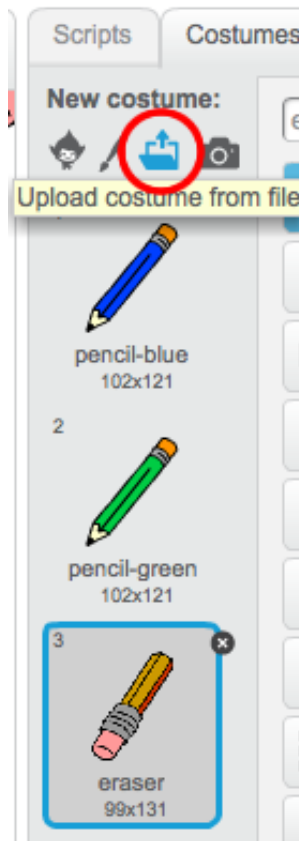 Scripts
Costumes
New costume:
Upload costume from file
pencil-blue
102x121
2
pencil-green
102x121
3
eraser
99x131